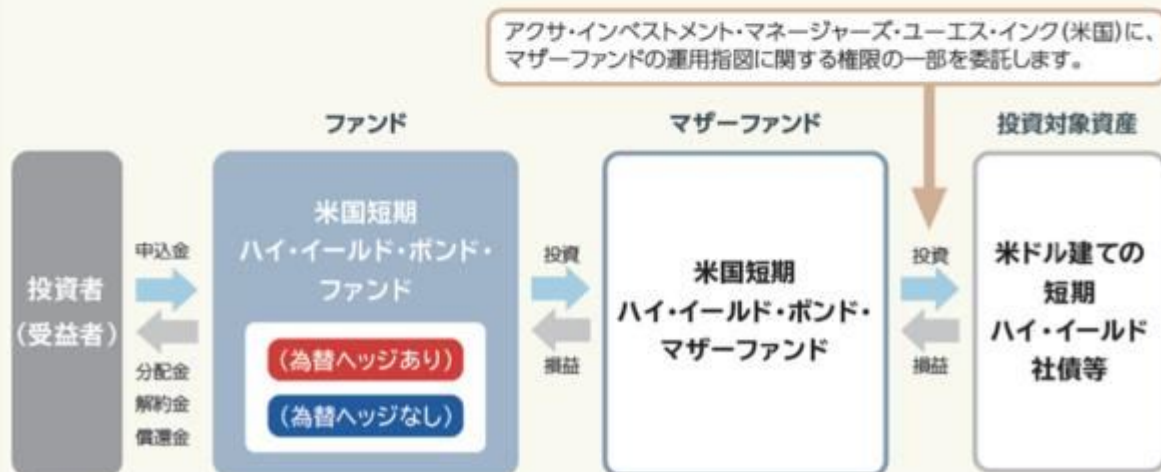 アクサ・インベストメント・マネージャーズ・ユーエス・インク(米国)に、
マザーファンドの運用指図に関する権限の一部を委託します。
ファンド
マザーファンド
投資対象資産
投資者
(受益者)
申込金
分配金
解約金
償還金
米国短期
ハイ・イールド・ボンド・
ファンド
(為替ヘッジあり)
(為替ヘッジなし)
投資
損益
米国短期
ハイ・イールド・ボンド・
マザーファンド
投資
損益
米ドル建ての
短期
ハイ・イールド
社債等